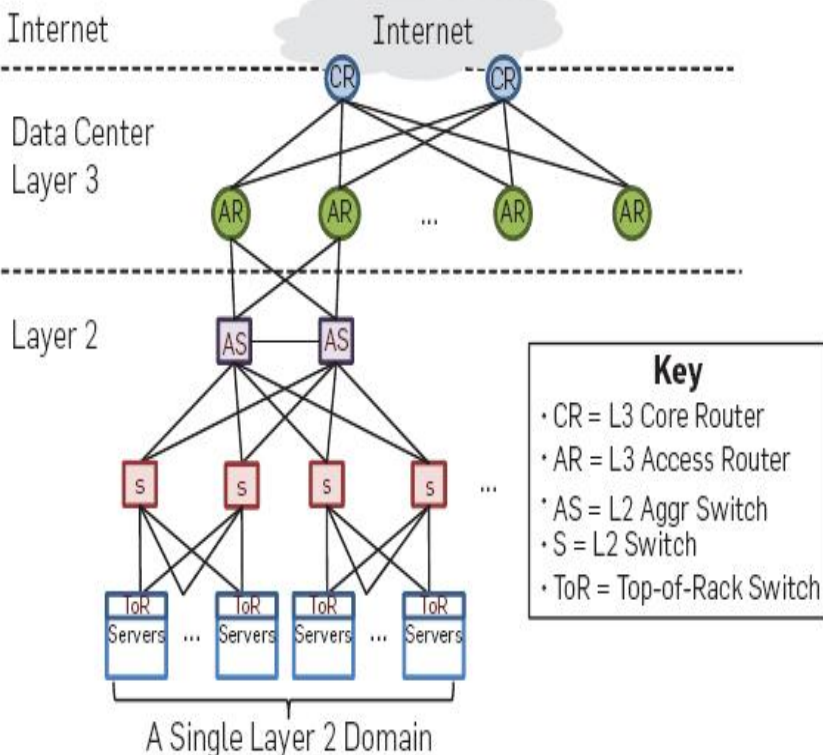 Internet
Internet
CR CR
Data Center
Layer 3
AR AR ... AR AR
Layer 2
AS AS
s s s s ...
ToR ToR ToR ToR
Servers ... Servers Servers ... Servers
A Single Layer 2 Domain
Key
· CR = L3 Core Router
· AR = L3 Access Router
· AS = L2 Aggr Switch
· S = L2 Switch
· ToR = Top-of-Rack Switch